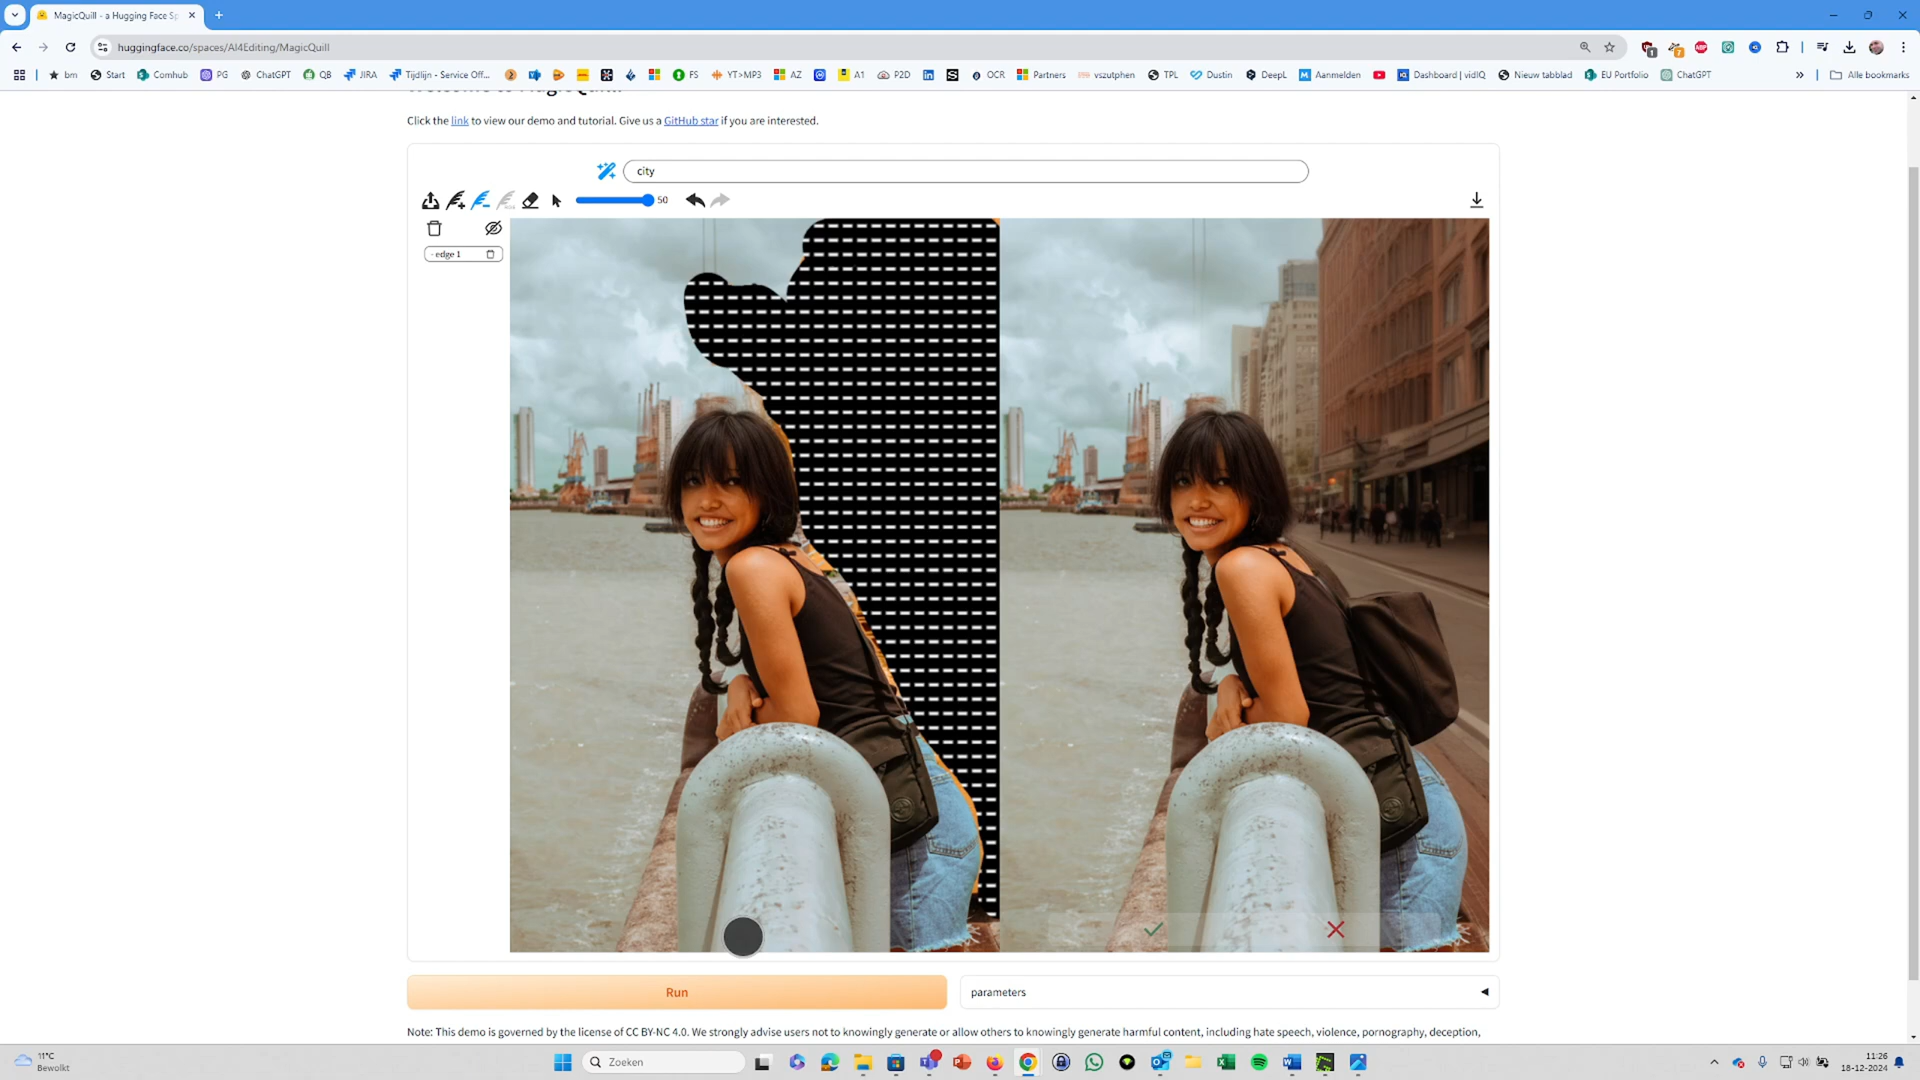 MagicQuill - a Hugging Face Sp
huggingface.co/spaces/AI4Editing/MagicQuill
bm
Start
Comhub
PG
ChatGPT
QB
JIRA
Tijdlijn - Service Off...
FS
YT>MP3
AZ
A1
P2D
OCR
Partners
vszutphen
TPL
Dustin
DeepL
Aanmelden
Dashboard | vidIQ
Nieuw tabblad
EU Portfolio
ChatGPT
Alle bookmarks
Click the link to view our demo and tutorial. Give us a GitHub star if you are interested.
city
50
- edge 1
Run
parameters
Note: This demo is governed by the license of CC BY-NC 4.0. We strongly advise users not to knowingly generate or allow others to knowingly generate harmful content, including hate speech, violence, pornography, deception,
11°C
Bewolkt
Zoeken
11:26
18-12-2024